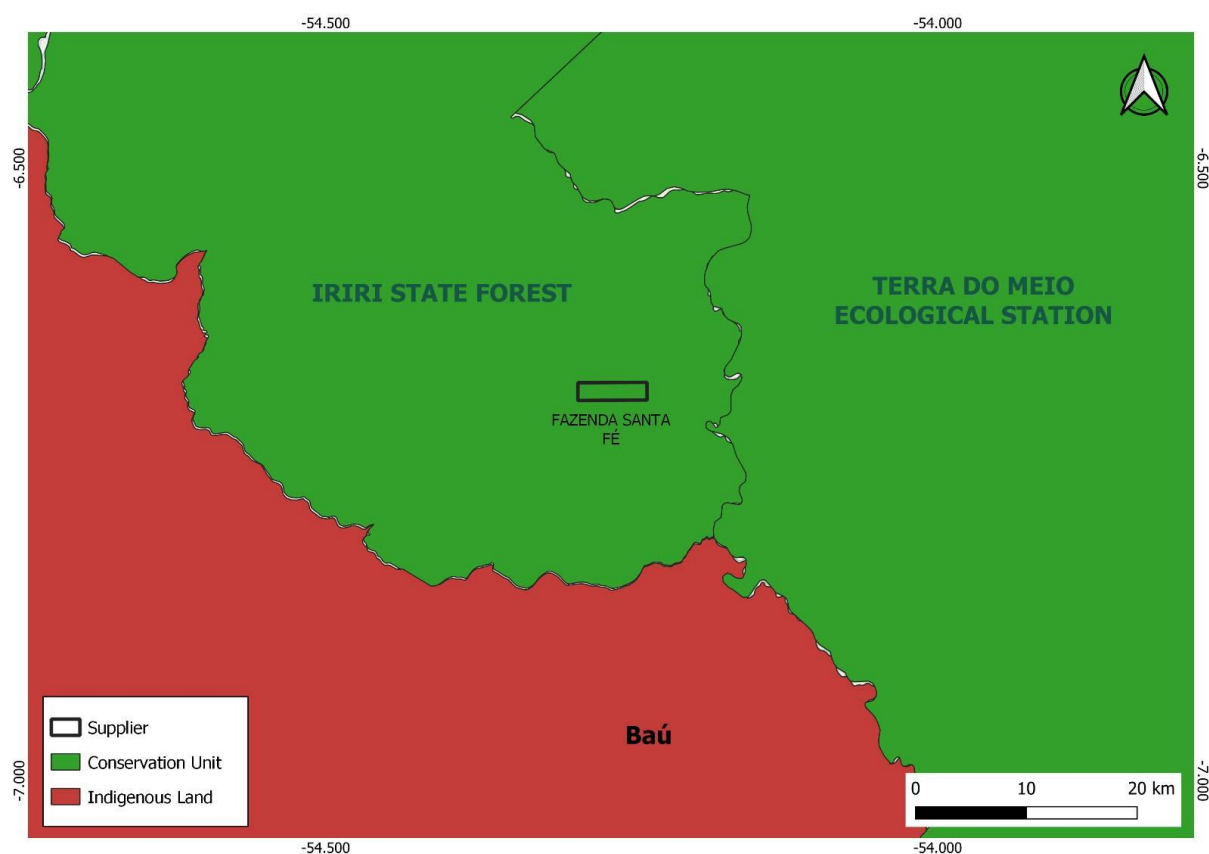 -54.500
-54.000
-6.500
-6.500
IRIRI STATE FOREST
TERRA DO MEIO
ECOLOGICAL STATION
FAZENDA SANTA
FÉ
Baú
Supplier
Conservation Unit
Indigenous Land
-7.000
-7.000
0 10 20 km
-54.500
-54.000